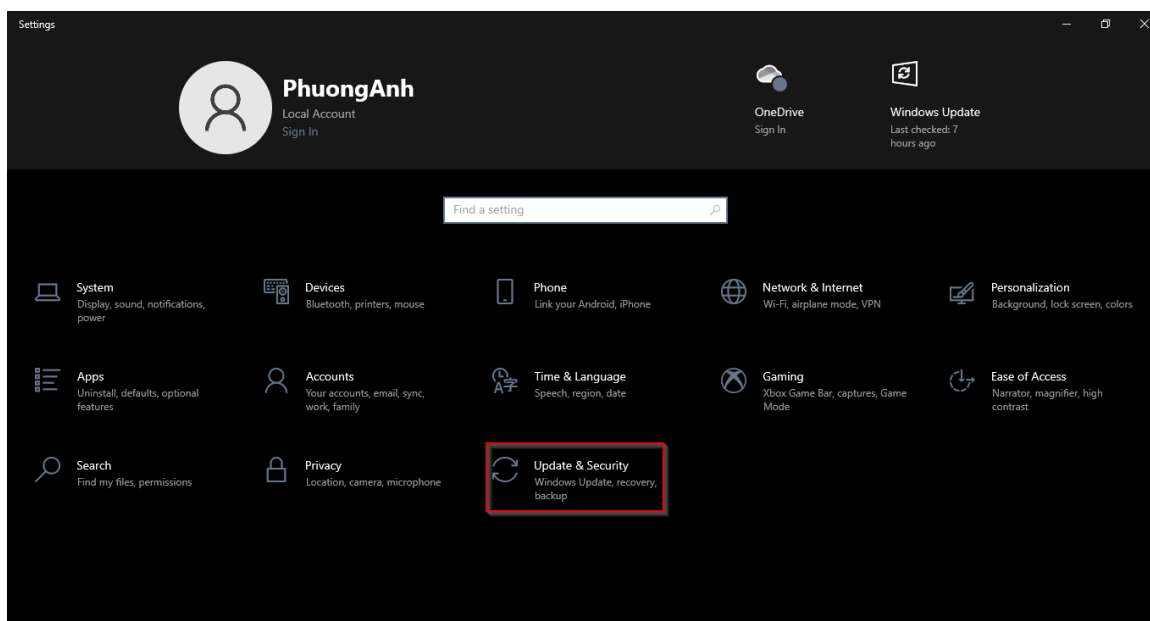 Settings
PhuongAnh
Local Account
Sign In
OneDrive
Sign In
Windows Update
Last checked: 7
hours ago
Find a setting
System
Display, sound, notifications,
power
Devices
Bluetooth, printers, mouse
Phone
Link your Android, iPhone
Network & Internet
Wi-Fi, airplane mode, VPN
Personalization
Background, lock screen, colors
Apps
Uninstall, defaults, optional
features
Accounts
Your accounts, email, sync,
work, family
Time & Language
Speech, region, date
Gaming
Xbox Game Bar, captures, Game
Mode
Ease of Access
Narrator, magnifier, high
contrast
Search
Find my files, permissions
Privacy
Location, camera, microphone
Update & Security
Windows Update, recovery,
backup